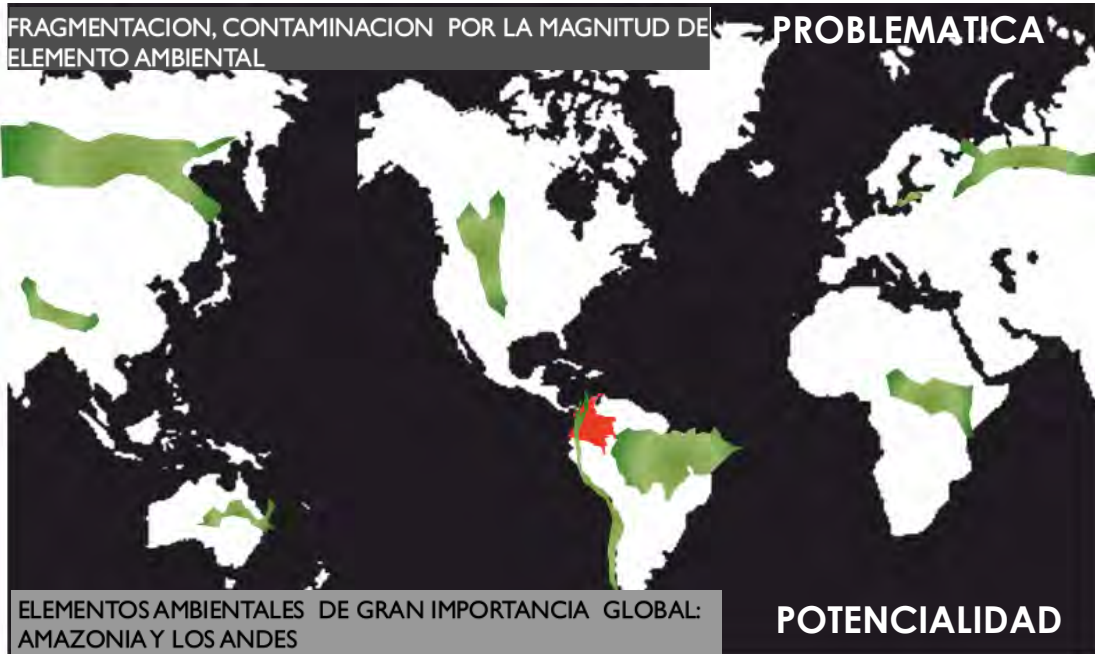 FRAGMENTACION, CONTAMINACION POR LA MAGNITUD DE
ELEMENTO AMBIENTAL
PROBLEMATICA
ELEMENTOS AMBIENTALES DE GRAN IMPORTANCIA GLOBAL:
AMAZONIA Y LOS ANDES
POTENCIALIDAD